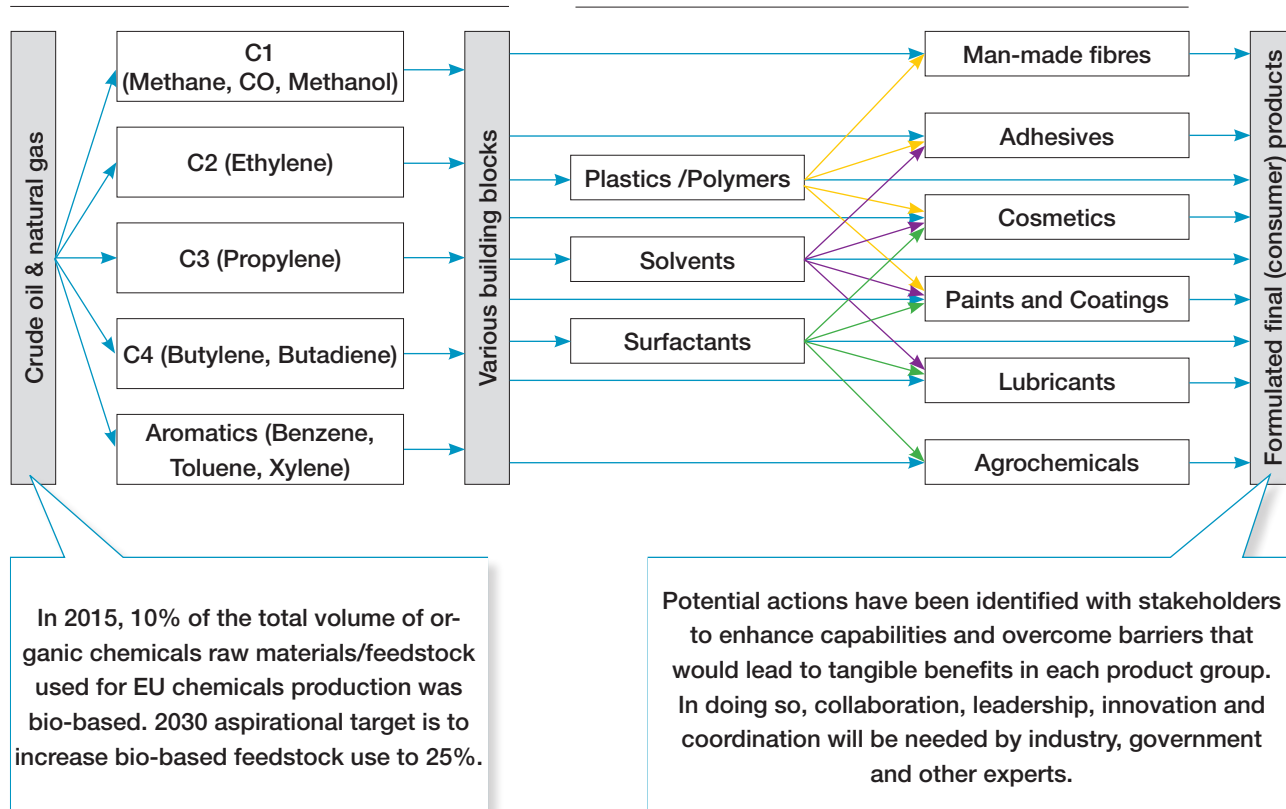 Crude oil & natural gas
C1
(Methane, CO, Methanol)
C2 (Ethylene)
C3 (Propylene)
C4 (Butylene, Butadiene)
Aromatics (Benzene,
Toluene, Xylene)
Various building blocks
Plastics /Polymers
Solvents
Surfactants
Man-made fibres
Adhesives
Cosmetics
Paints and Coatings
Lubricants
Agrochemicals
Formulated final (consumer) products
In 2015, 10% of the total volume of or-
ganic chemicals raw materials/feedstock
used for EU chemicals production was
bio-based. 2030 aspirational target is to
increase bio-based feedstock use to 25%.
Potential actions have been identified with stakeholders
to enhance capabilities and overcome barriers that
would lead to tangible benefits in each product group.
In doing so, collaboration, leadership, innovation and
coordination will be needed by industry, government
and other experts.